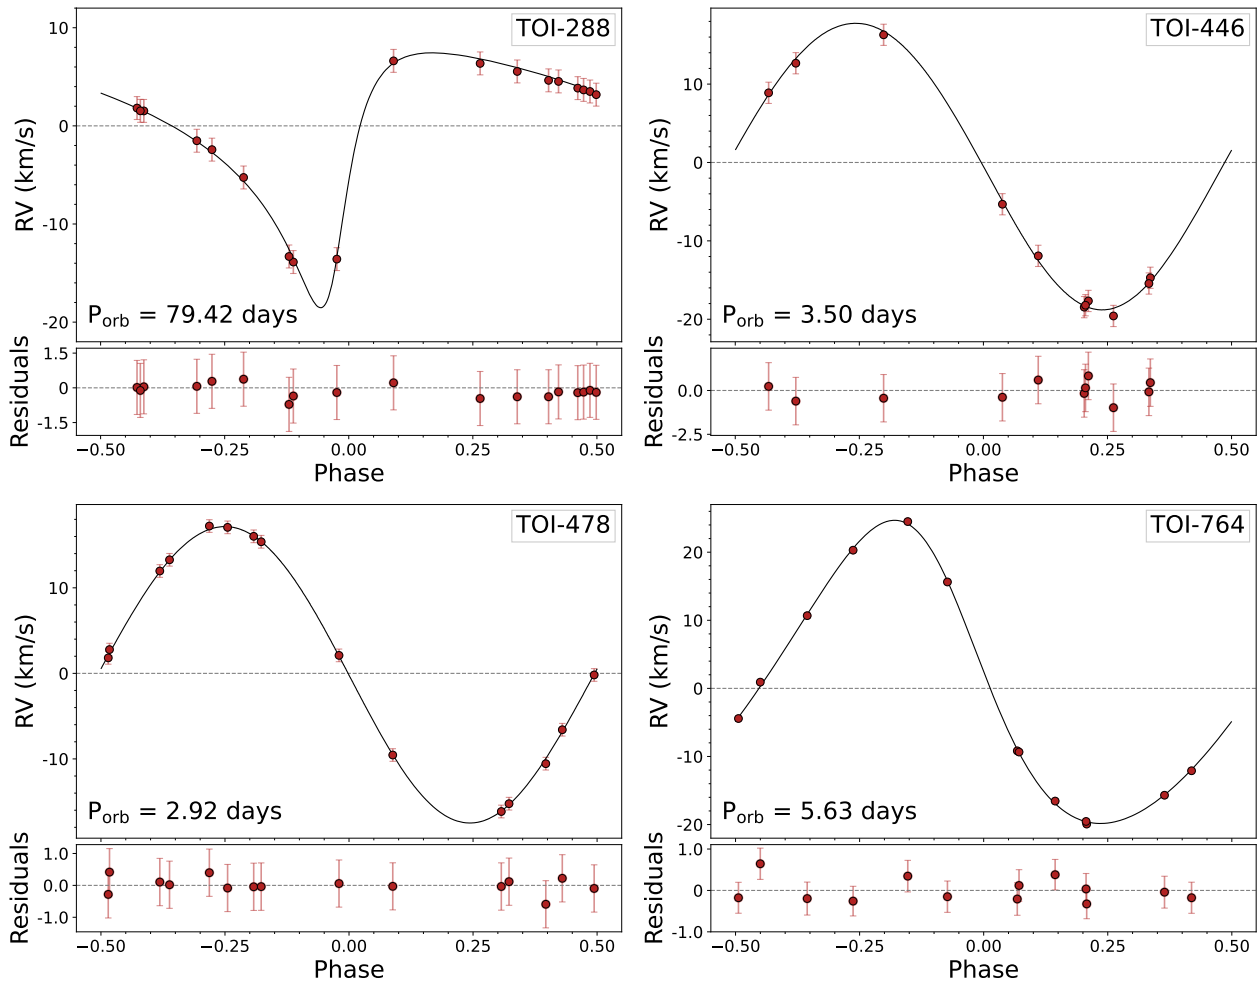 TOI-288
RV (km/s)
10
0
-10
-20
P_orb = 79.42 days
Residuals
1.5
0
-1.5
−0.50 −0.25 0.00 0.25 0.50
Phase
TOI-446
RV (km/s)
10
0
-10
-20
P_orb = 3.50 days
Residuals
0.0
-2.5
−0.50 −0.25 0.00 0.25 0.50
Phase
TOI-478
RV (km/s)
10
0
-10
P_orb = 2.92 days
Residuals
1.0
0.0
-1.0
−0.50 −0.25 0.00 0.25 0.50
Phase
TOI-764
RV (km/s)
20
10
0
-10
-20
P_orb = 5.63 days
Residuals
1.0
0
-1.0
−0.50 −0.25 0.00 0.25 0.50
Phase